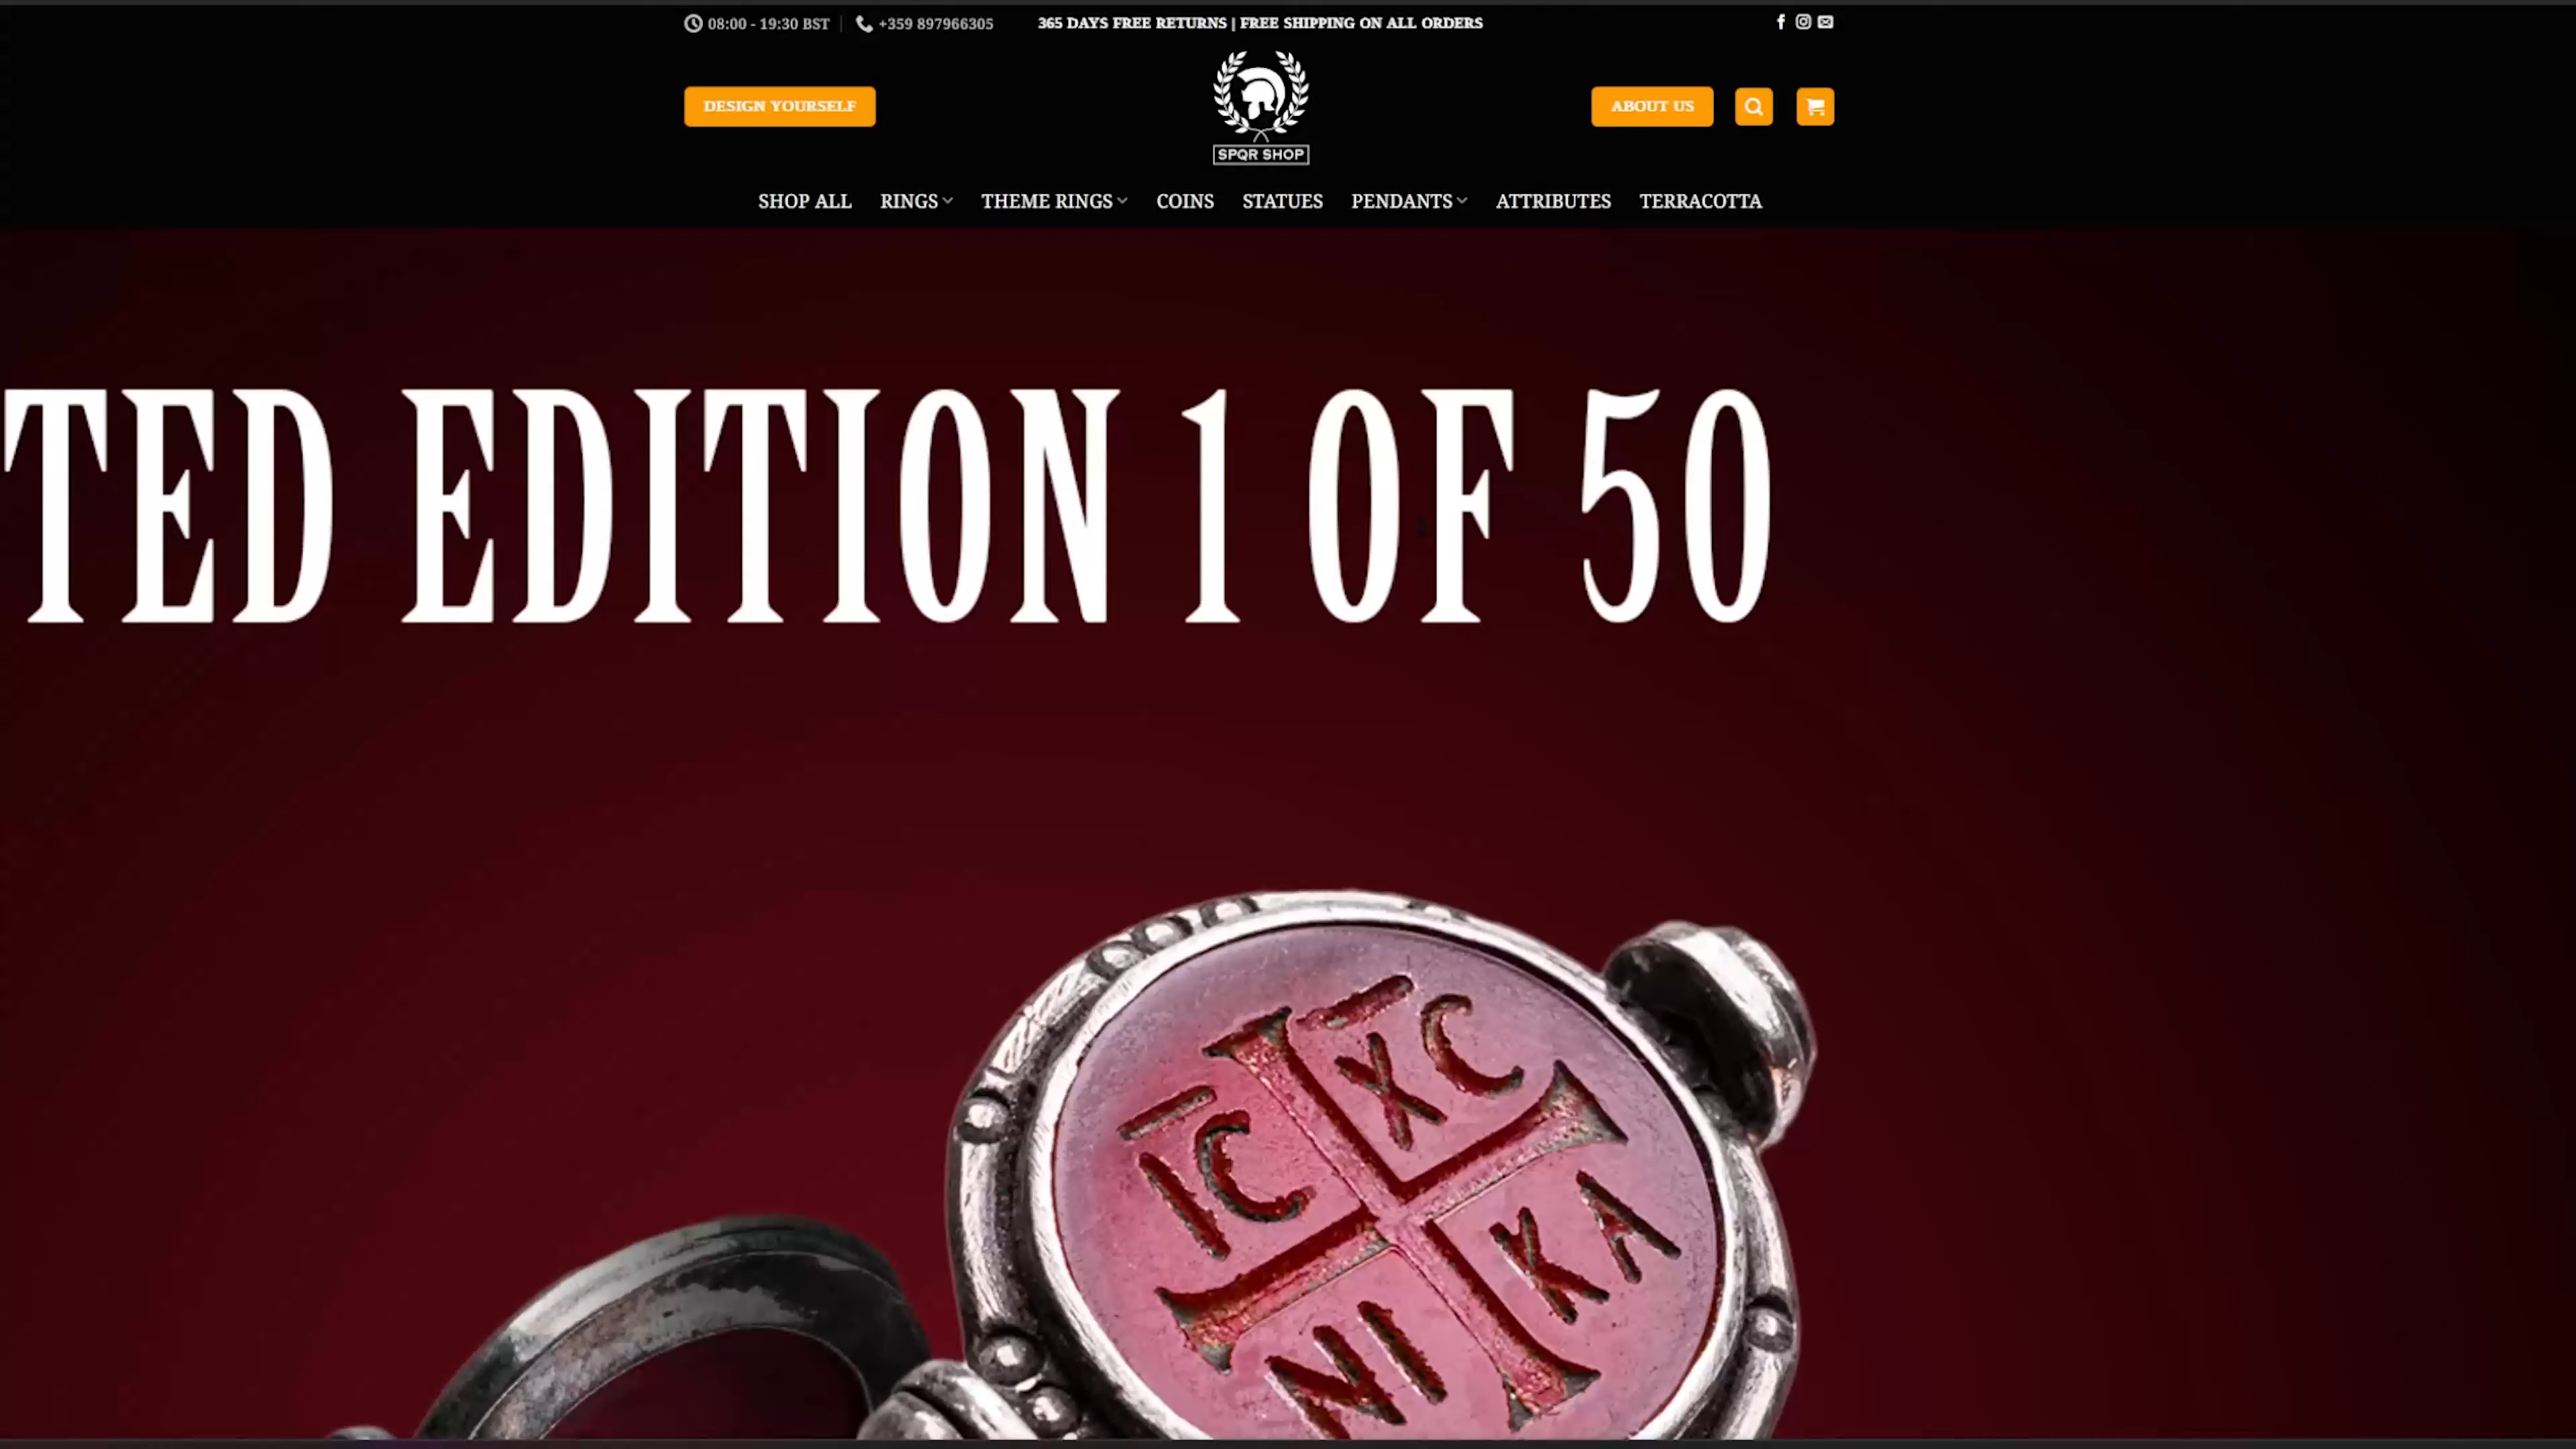 08:00 - 19:30 BST
+359 897966305
365 DAYS FREE RETURNS | FREE SHIPPING ON ALL ORDERS
DESIGN YOURSELF
SPQR SHOP
ABOUT US
SHOP ALL RINGS THEME RINGS COINS STATUES PENDANTS ATTRIBUTES TERRACOTTA
TED EDITION 1 OF 50
IC XC
NI KA